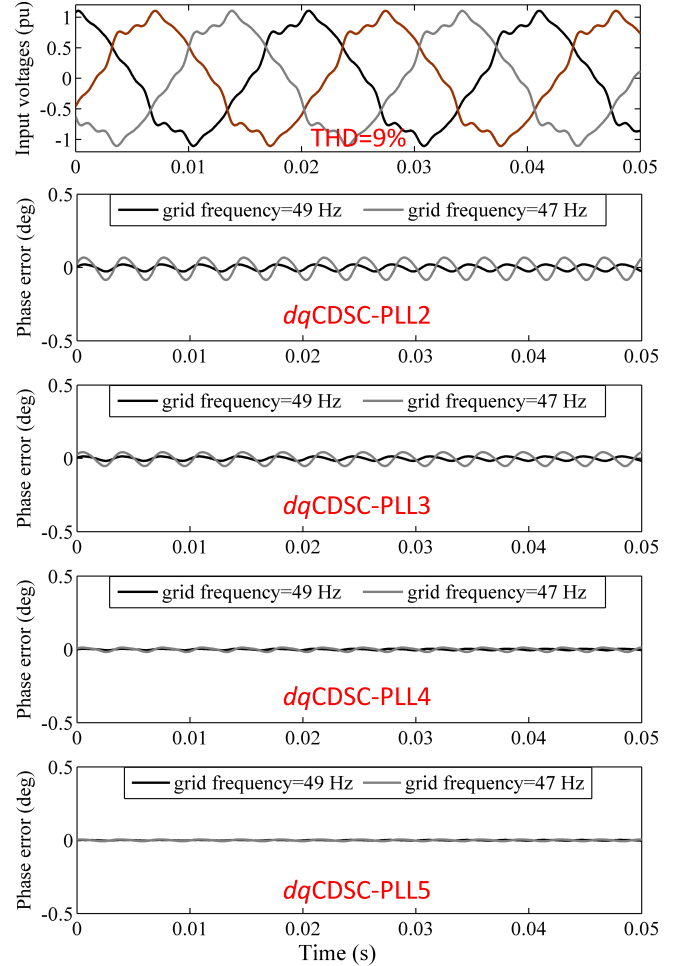 Input voltages (pu)
1
0.5
0
-0.5
-1
THD=9%
0 0.01 0.02 0.03 0.04 0.05
Phase error (deg)
0.5
0
-0.5
grid frequency=49 Hz grid frequency=47 Hz
dqCDSC-PLL2
0 0.01 0.02 0.03 0.04 0.05
Phase error (deg)
0.5
0
-0.5
grid frequency=49 Hz grid frequency=47 Hz
dqCDSC-PLL3
0 0.01 0.02 0.03 0.04 0.05
Phase error (deg)
0.5
0
-0.5
grid frequency=49 Hz grid frequency=47 Hz
dqCDSC-PLL4
0 0.01 0.02 0.03 0.04 0.05
Phase error (deg)
0.5
0
-0.5
grid frequency=49 Hz grid frequency=47 Hz
dqCDSC-PLL5
0 0.01 0.02 0.03 0.04 0.05
Time (s)